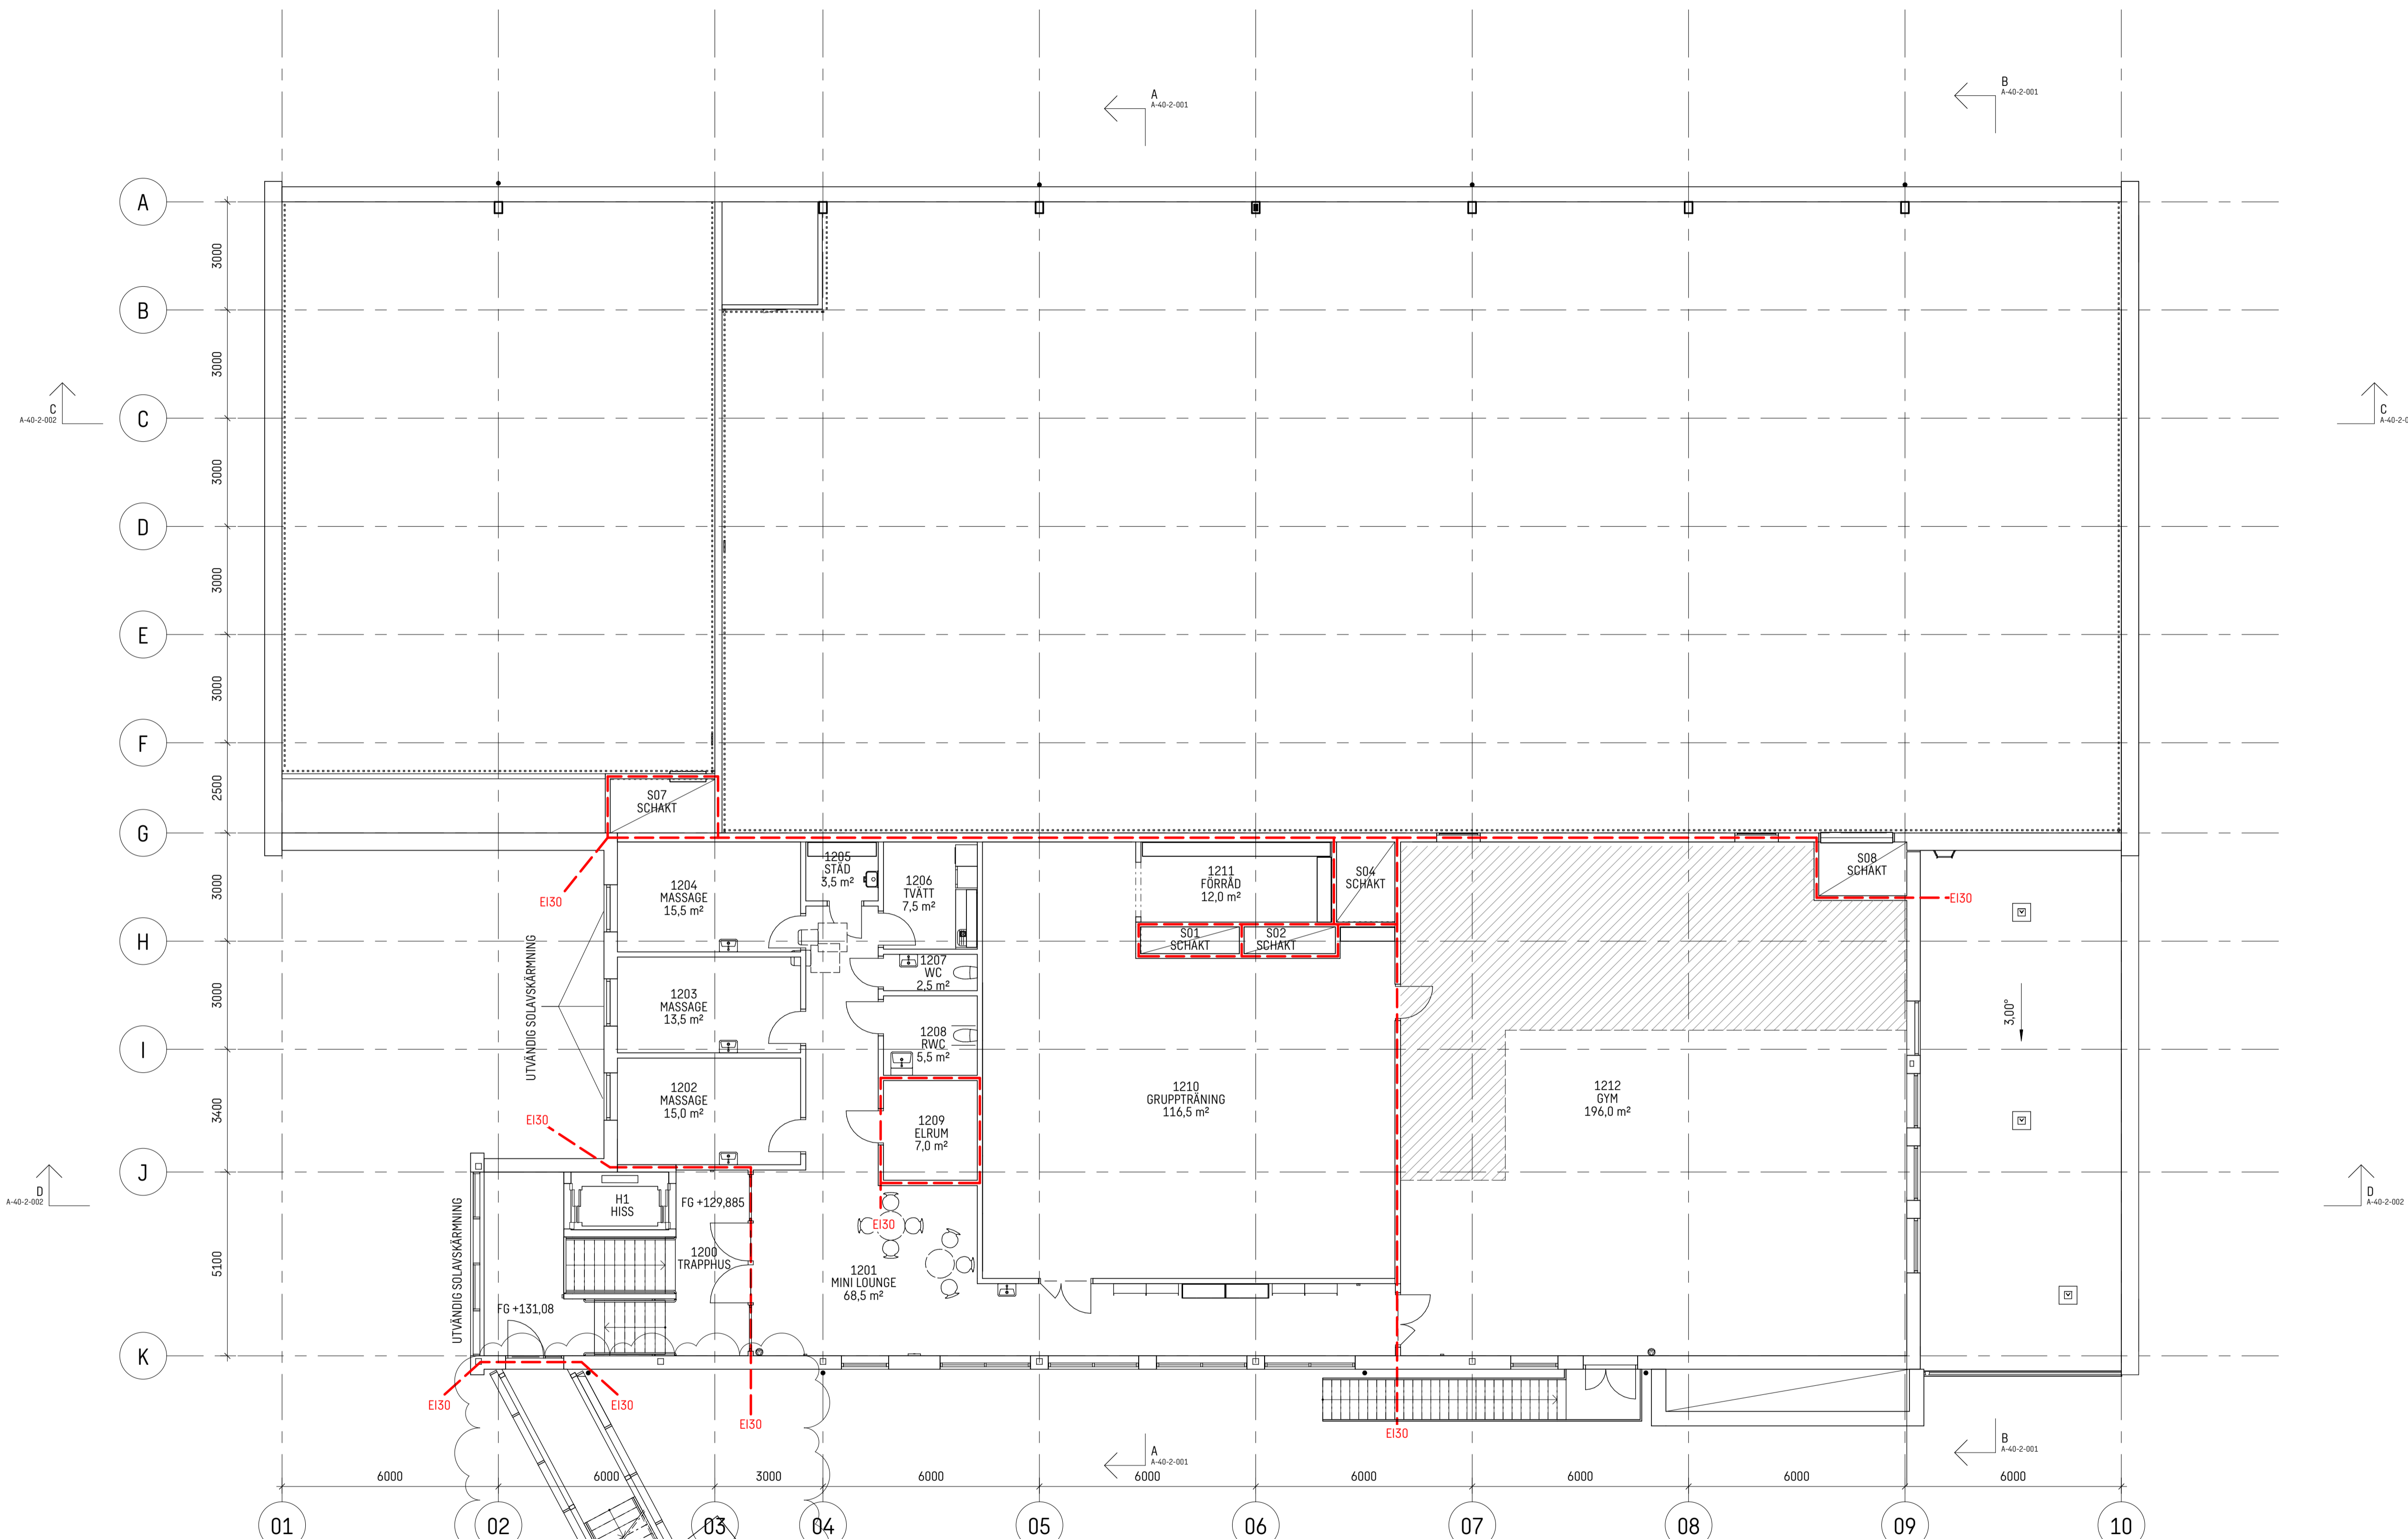 A
A-40-2-001
B
A-40-2-001
A
3000
B
3000
C
A-40-2-002
C
C
3000
D
3000
E
3000
F
2500
G
3000
H
3000
I
3400
J
5100
K
D
A-40-2-002
D
A-40-2-002
S07
SCHAKT
EI30
1204
MASSAGE
15,5 m²
1205
STÄD
3,5 m²
1206
TVÄTT
7,5 m²
1211
FÖRRÅD
12,0 m²
S04
SCHAKT
S08
SCHAKT
EI30
S01
SCHAKT
S02
SCHAKT
UTVÄNDIG SOLAVSKÄRMNING
1207
WC
2,5 m²
1203
MASSAGE
13,5 m²
1208
RWC
5,5 m²
3,00°
EI30
1202
MASSAGE
15,0 m²
1209
ELRUM
7,0 m²
1210
GRUPPTRÄNING
116,5 m²
1212
GYM
196,0 m²
H1
HISS
FG +129,885
EI30
UTVÄNDIG SOLAVSKÄRMNING
1200
TRAPPHUS
1201
MINI LOUNGE
68,5 m²
FG +131,08
EI30
EI30
EI30
EI30
A
A-40-2-001
B
A-40-2-001
6000
6000
3000
6000
6000
6000
6000
6000
6000
01
02
03
04
05
06
07
08
09
10